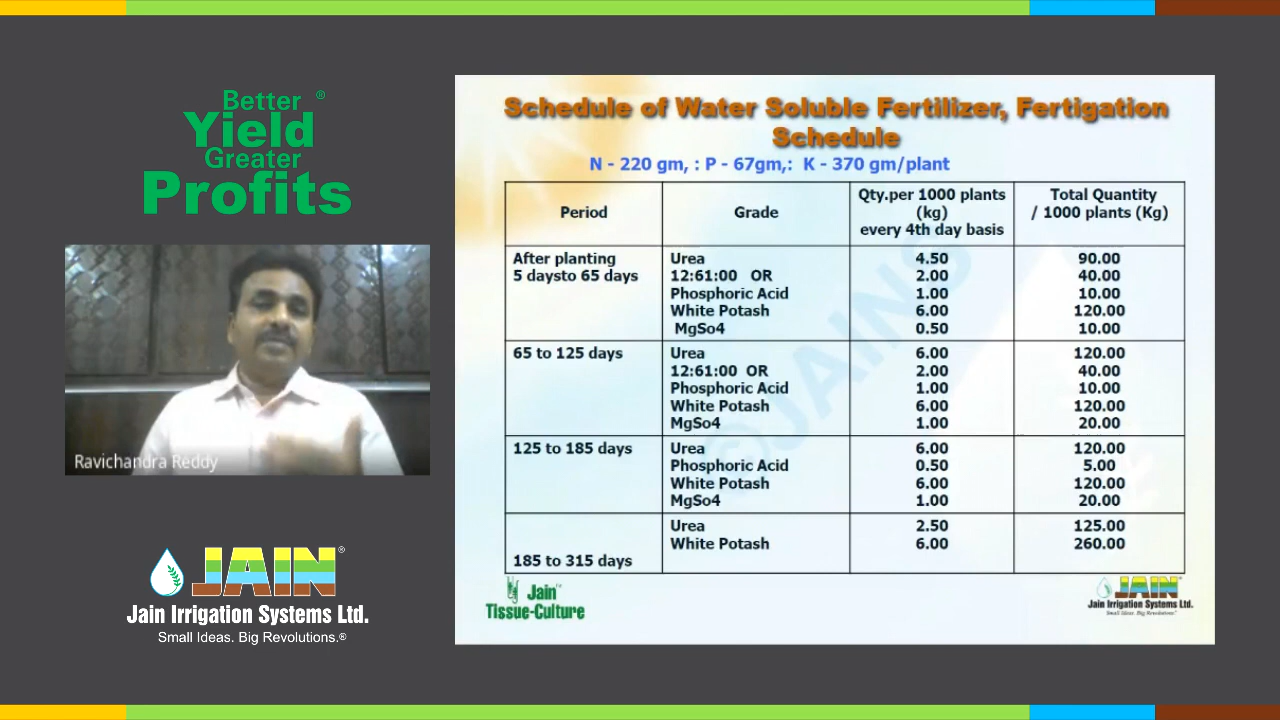 Better ®
Yield
Greater
Profits
Ravichandra Reddy
JAIN®
Jain Irrigation Systems Ltd.
Small Ideas. Big Revolutions.®
Schedule of Water Soluble Fertilizer, Fertigation
Schedule
N - 220 gm, : P - 67gm,: K - 370 gm/plant
Period Grade Qty.per 1000 plants (kg) every 4th day basis Total Quantity / 1000 plants (Kg)
After planting Urea 4.50 90.00
5 daysto 65 days 12:61:00 OR 2.00 40.00
Phosphoric Acid 1.00 10.00
White Potash 6.00 120.00
MgSo4 0.50 10.00
65 to 125 days Urea 6.00 120.00
12:61:00 OR 2.00 40.00
Phosphoric Acid 1.00 10.00
White Potash 6.00 120.00
MgSo4 1.00 20.00
125 to 185 days Urea 6.00 120.00
Phosphoric Acid 0.50 5.00
White Potash 6.00 120.00
MgSo4 1.00 20.00
Urea 2.50 125.00
White Potash 6.00 260.00
185 to 315 days
©JAINS
Jain™
Tissue-Culture
JAIN®
Jain Irrigation Systems Ltd.
Small Ideas. Big Revolutions.®